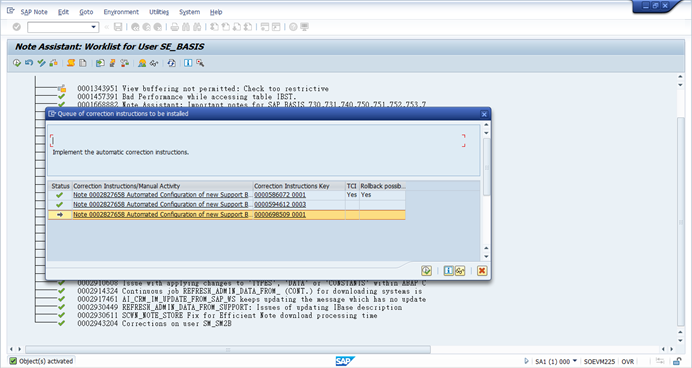 SAP Note Edit Goto Environment Utilities System Help
Note Assistant: Worklist for User SE_BASIS
0001343951 View buffering not permitted: Check too restrictive
0001457391 Bad Performance while accessing table IBST.
0001668882 Note Assistant: Important notes for SAP_BASIS 730,731,740,750,751,752,753,7
Queue of correction instructions to be installed
Implement the automatic correction instructions.
Status Correction Instructions/Manual Activity Correction Instructions Key TCI Rollback possb...
Note 0002827658 Automated Configuration of new Support B... 0000586072 0001 Yes Yes
Note 0002827658 Automated Configuration of new Support B... 0000594612 0003
Note 0002827658 Automated Configuration of new Support B... 0000698509 0001
0002910608 Issue with applying changes to 'TYPES', 'DATA' or 'CONSTANTS' within ABAP C
0002914324 Continuous job REFRESH_ADMIN_DATA_FROM_ (CONT.) for downloading systems is
0002917461 AI_CRM_IM_UPDATE_FROM_SAP_WS keeps updating the message which has no update
0002930449 REFRESH_ADMIN_DATA_FROM_SUPPORT: Issues of updating IBase description
0002930611 SCWN_NOTE_STORE Fix for Efficient Note download processing time
0002943204 Corrections on user SM_SM2B
Object(s) activated SAP SA1 (1) 000 SOEVM225 OVR